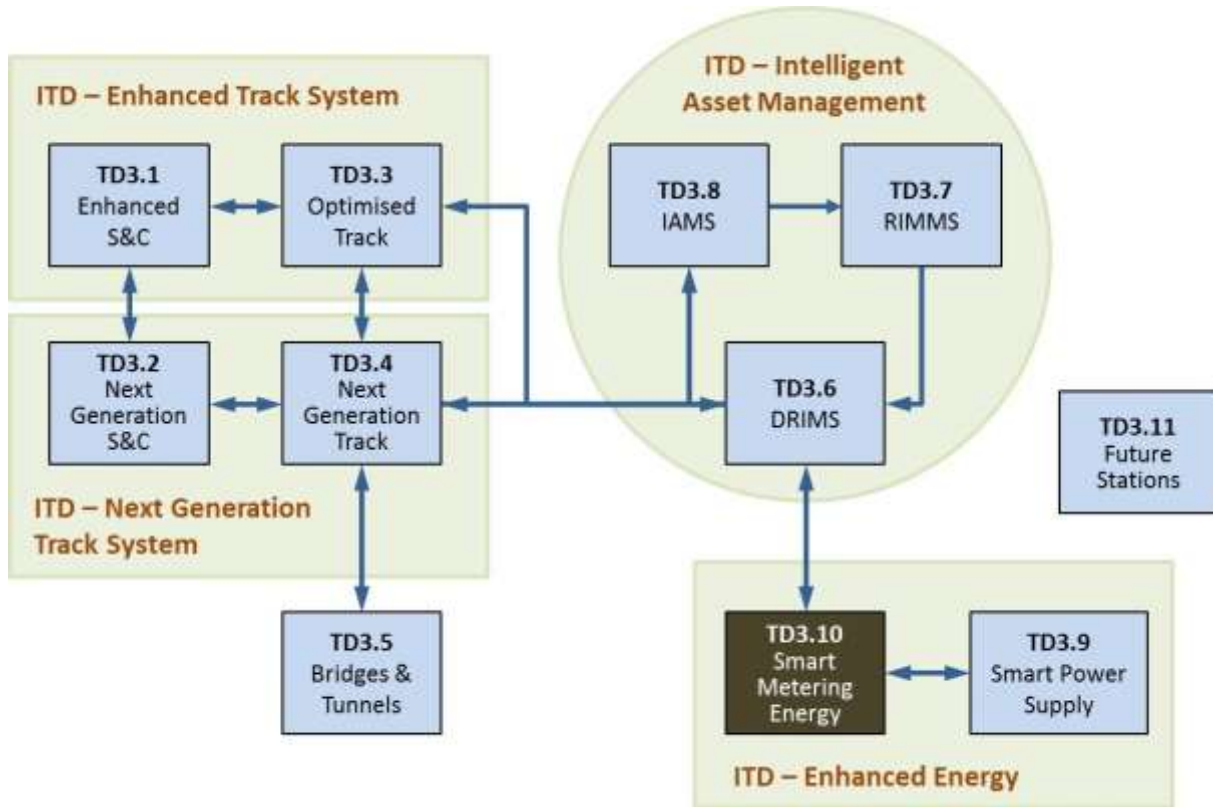 ITD – Enhanced Track System
TD3.1
Enhanced
S&C
TD3.3
Optimised
Track
TD3.2
Next
Generation
S&C
TD3.4
Next
Generation
Track
ITD – Next Generation
Track System
TD3.5
Bridges &
Tunnels
ITD – Intelligent
Asset Management
TD3.8
IAMS
TD3.7
RIMMS
TD3.6
DRIMS
TD3.11
Future
Stations
TD3.10
Smart
Metering
Energy
TD3.9
Smart Power
Supply
ITD – Enhanced Energy